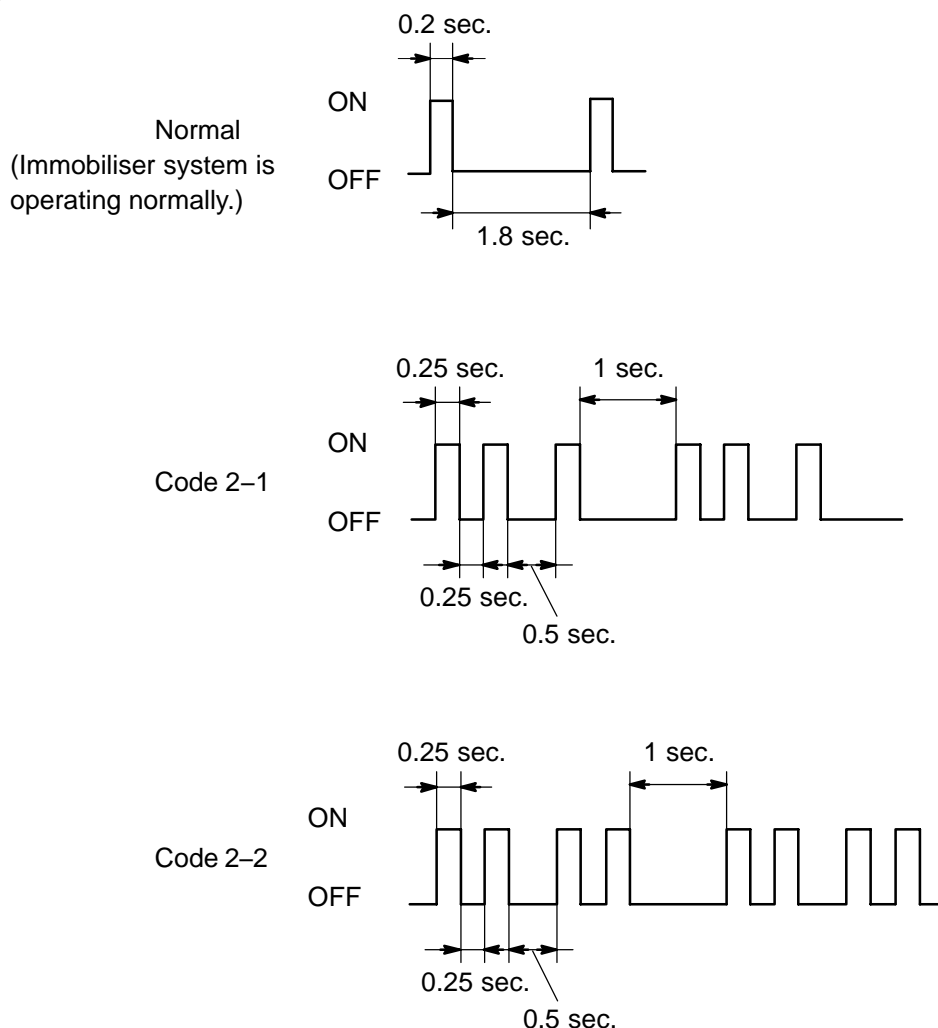 0.2 sec.
ON
Normal
(Immobiliser system is
OFF
operating normally.)
1.8 sec.
0.25 sec.
1 sec.
ON
Code 2–1
OFF
0.25 sec.
0.5 sec.
0.25 sec.
1 sec.
ON
Code 2–2
OFF
0.25 sec.
0.5 sec.